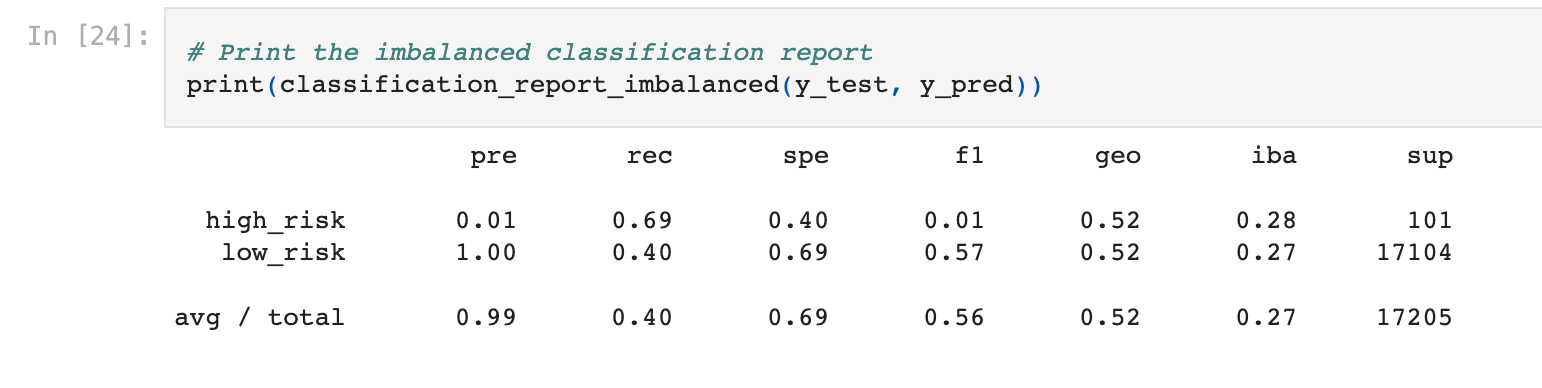 In [24]:
# Print the imbalanced classification report
print(classification_report_imbalanced(y_test, y_pred))
pre rec spe f1 geo iba sup
high_risk 0.01 0.69 0.40 0.01 0.52 0.28 101
low_risk 1.00 0.40 0.69 0.57 0.52 0.27 17104
avg / total 0.99 0.40 0.69 0.56 0.52 0.27 17205